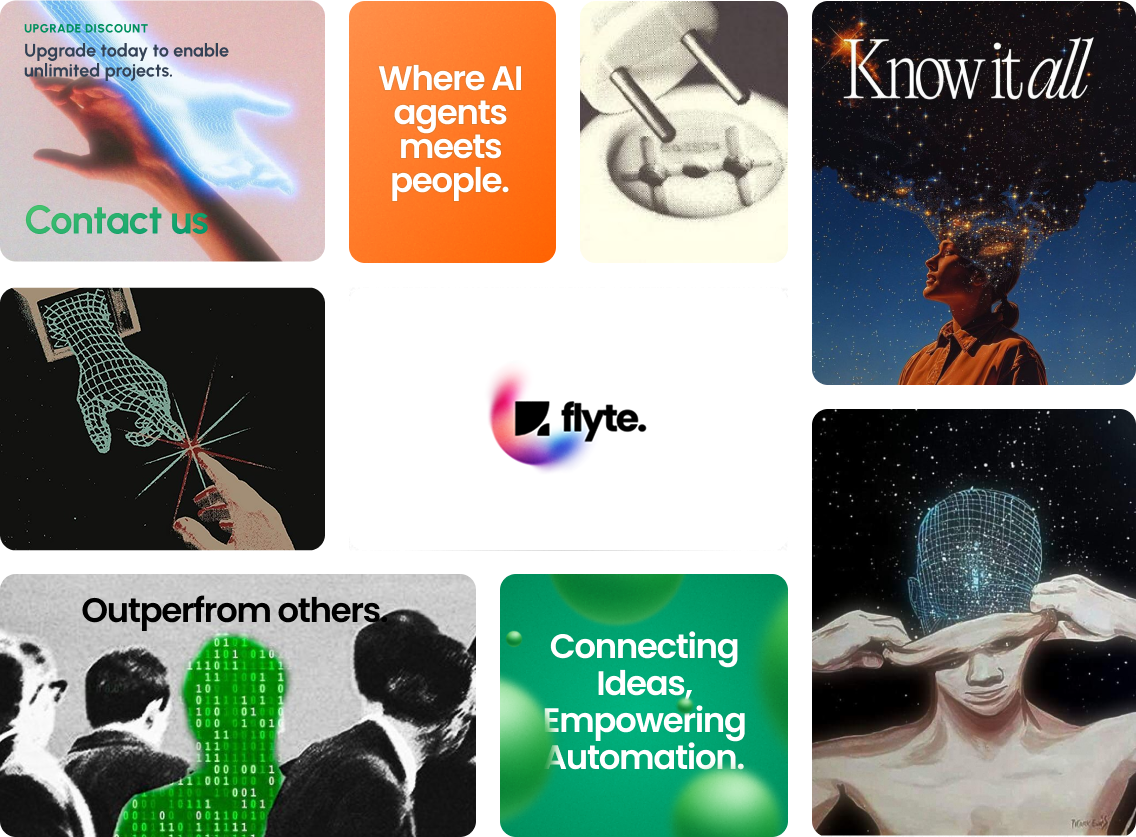 UPGRADE DISCOUNT
Upgrade today to enable
unlimited projects.
Contact us
Where AI
agents
meets
people.
Know it all
flyte.
Outperfrom others.
Connecting
Ideas,
Empowering
Automation.